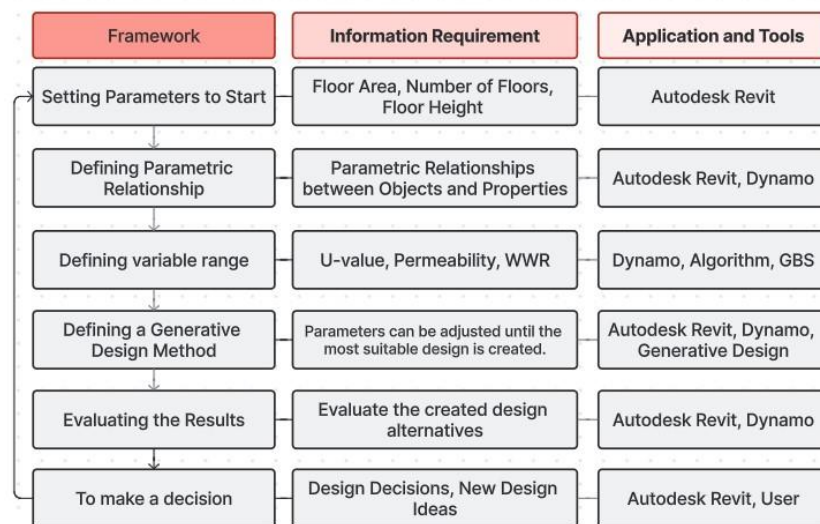 Framework
Information Requirement
Application and Tools
Setting Parameters to Start
Floor Area, Number of Floors,
Floor Height
Autodesk Revit
Defining Parametric
Relationship
Parametric Relationships
between Objects and Properties
Autodesk Revit, Dynamo
Defining variable range
U-value, Permeability, WWR
Dynamo, Algorithm, GBS
Defining a Generative
Design Method
Parameters can be adjusted until the
most suitable design is created.
Autodesk Revit, Dynamo,
Generative Design
Evaluating the Results
Evaluate the created design
alternatives
Autodesk Revit, Dynamo
To make a decision
Design Decisions, New Design
Ideas
Autodesk Revit, User